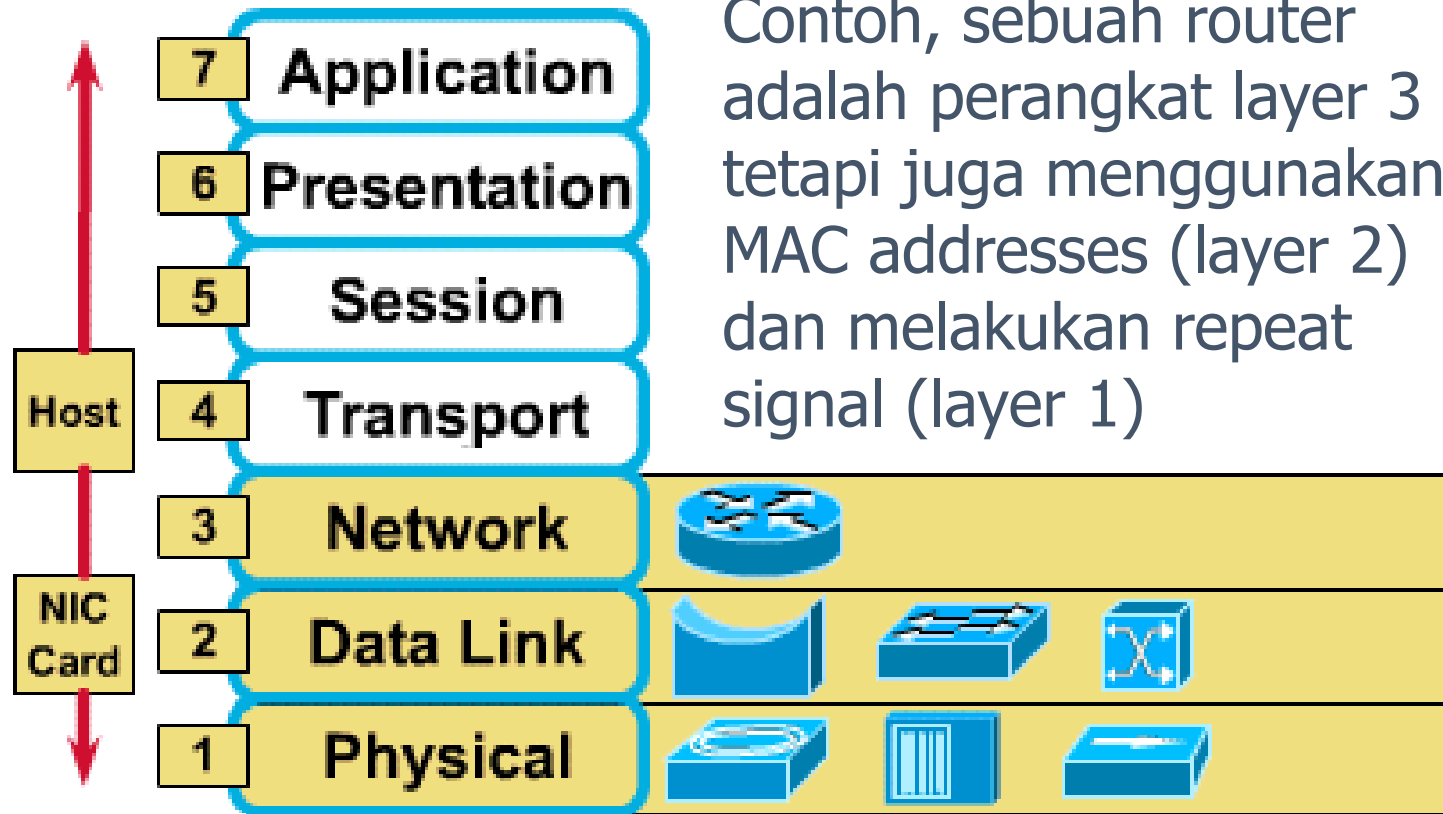 Contoh, sebuah router
adalah perangkat layer 3
tetapi juga menggunakan
MAC addresses (layer 2)
dan melakukan repeat
signal (layer 1)
7 Application
6 Presentation
5 Session
4 Transport
3 Network
2 Data Link
1 Physical
Host
NIC
Card